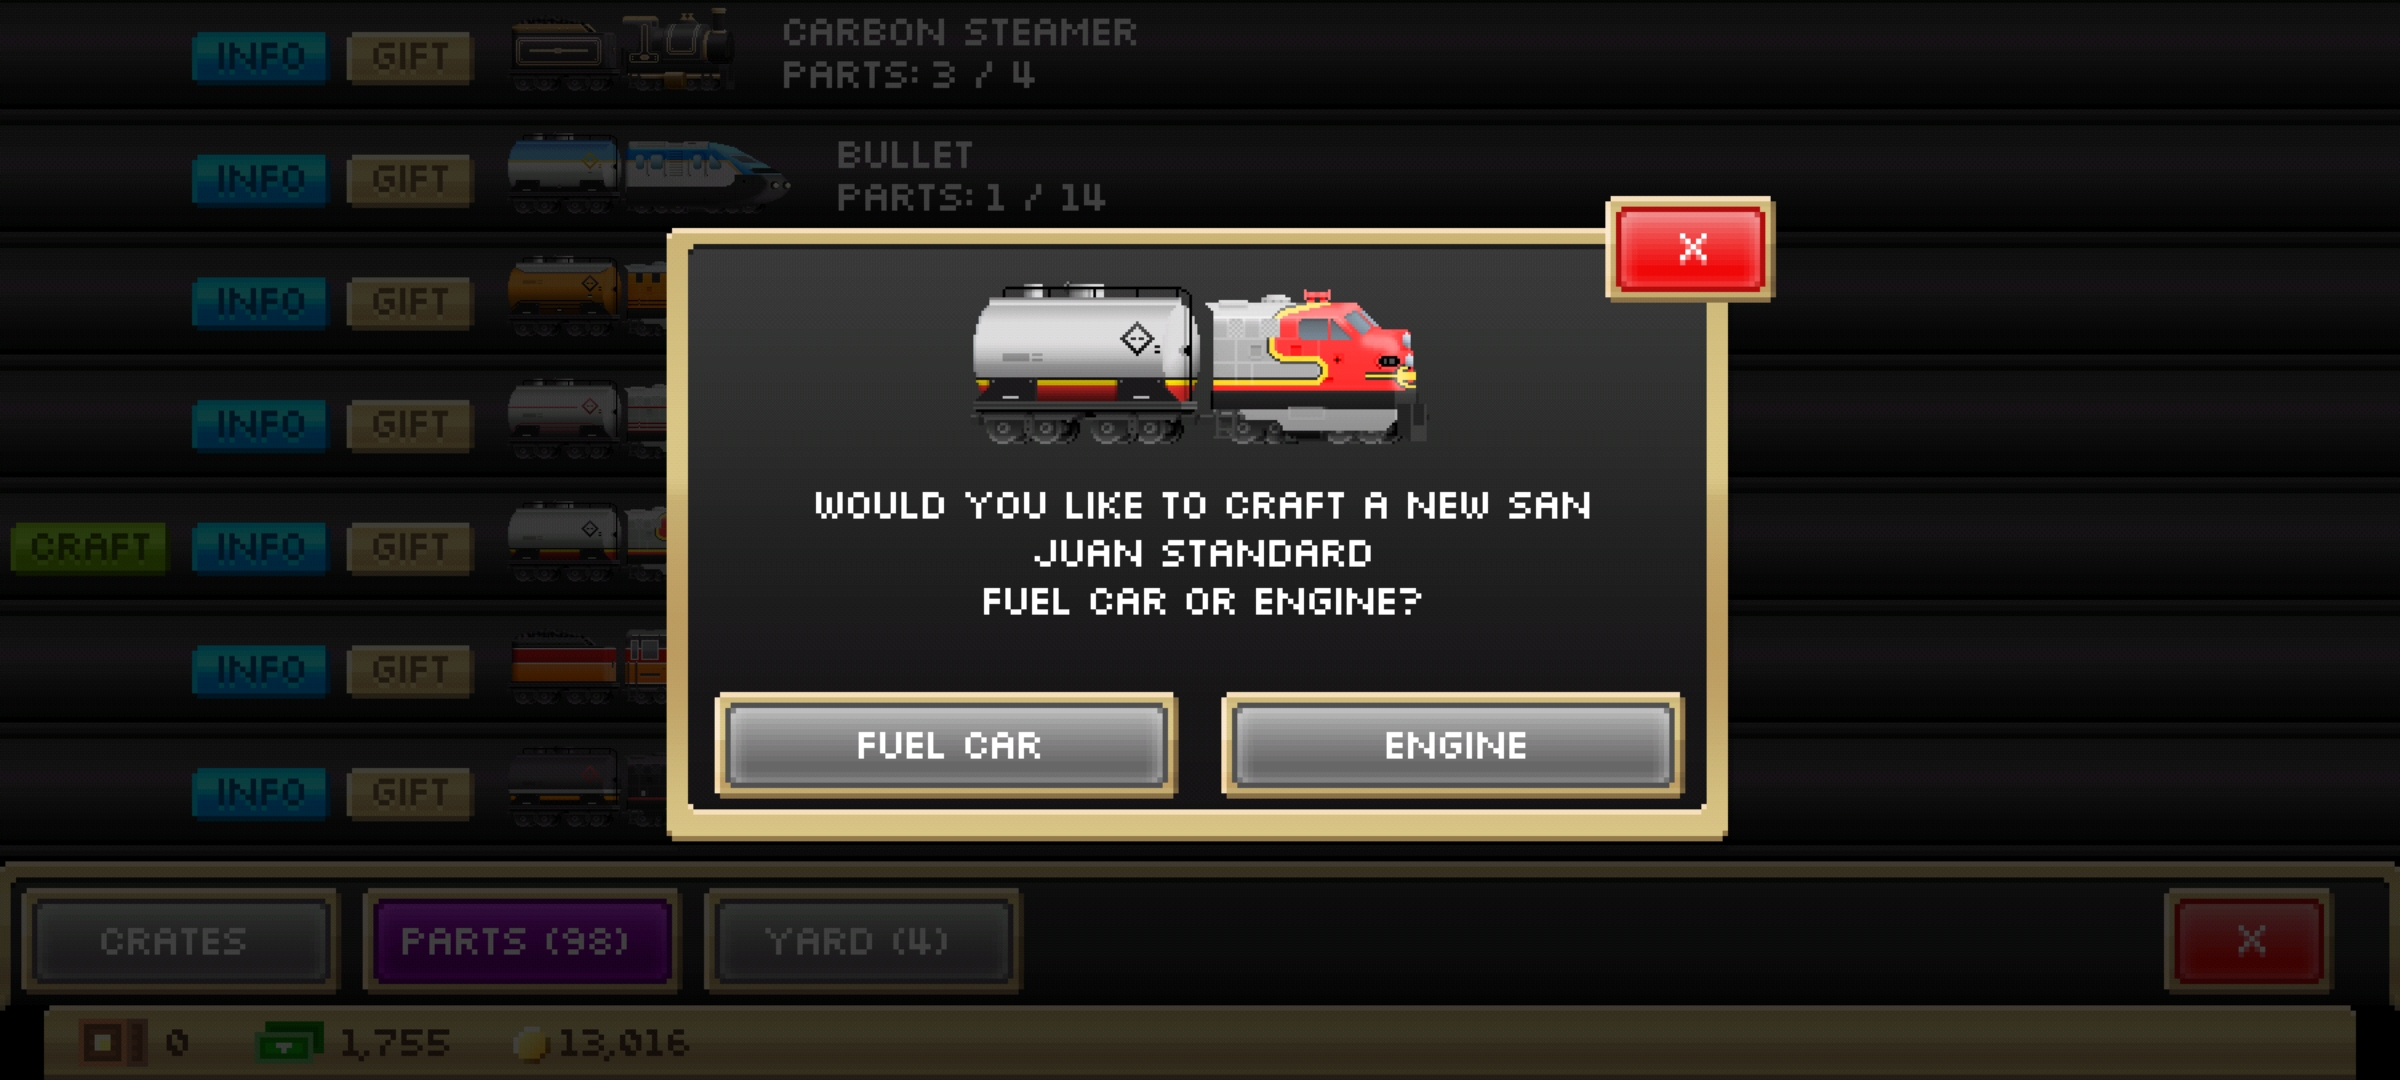 CARBON STEAMER
INFO GIFT PARTS: 3 / 4
BULLET
INFO GIFT PARTS: 1 / 14
X
INFO GIFT
INFO GIFT
WOULD YOU LIKE TO CRAFT A NEW SAN
CRAFT INFO GIFT JUAN STANDARD
FUEL CAR OR ENGINE?
INFO GIFT
FUEL CAR ENGINE
INFO GIFT
CRATES PARTS (98) YARD (4) X
0 1,755 13,016